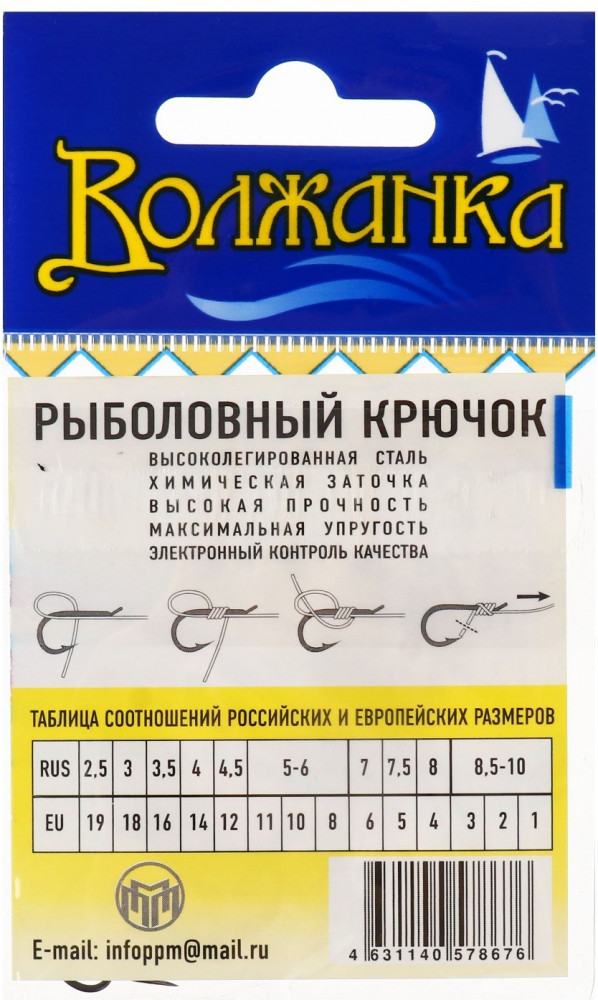 Волжанка
РЫБОЛОВНЫЙ КРЮЧОК
ВЫСОКОЛЕГИРОВАННАЯ СТАЛЬ
ХИМИЧЕСКАЯ ЗАТОЧКА
ВЫСОКАЯ ПРОЧНОСТЬ
МАКСИМАЛЬНАЯ УПРУГОСТЬ
ЭЛЕКТРОННЫЙ КОНТРОЛЬ КАЧЕСТВА
ТАБЛИЦА СООТНОШЕНИЙ РОССИЙСКИХ И ЕВРОПЕЙСКИХ РАЗМЕРОВ
RUS 2,5 3 3,5 4 4,5 5-6 7 7,5 8 8,5-10
EU 19 18 16 14 12 11 10 8 6 5 4 3 2 1
E-mail: infoppm@mail.ru
4 631140 578676